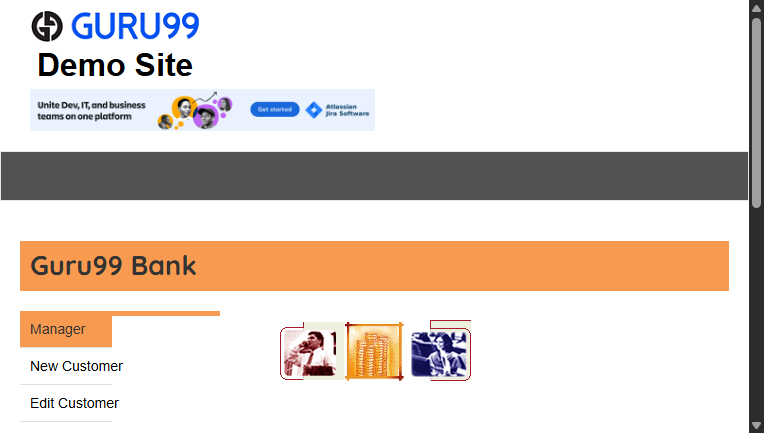 GURU99
Demo Site
Unite Dev, IT, and business
teams on one platform
Get started
Atlassian
Jira Software
Guru99 Bank
Manager
New Customer
Edit Customer